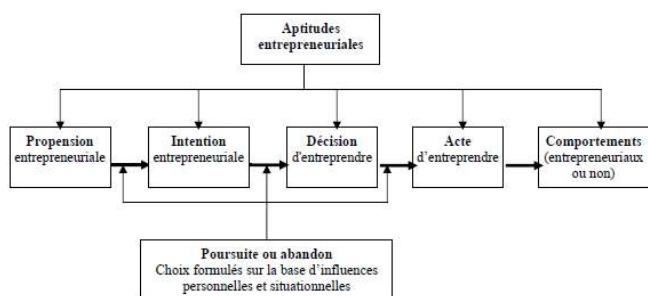 Aptitudes
entrepreneuriales
Propension
entrepreneuriale
Intention
entrepreneuriale
Décision
d'entreprendre
Acte
d'entreprendre
Comportements
(entrepreneuriaux
ou non)
Poursuite ou abandon
Choix formulés sur la base d'influences
personnelles et situationnelles